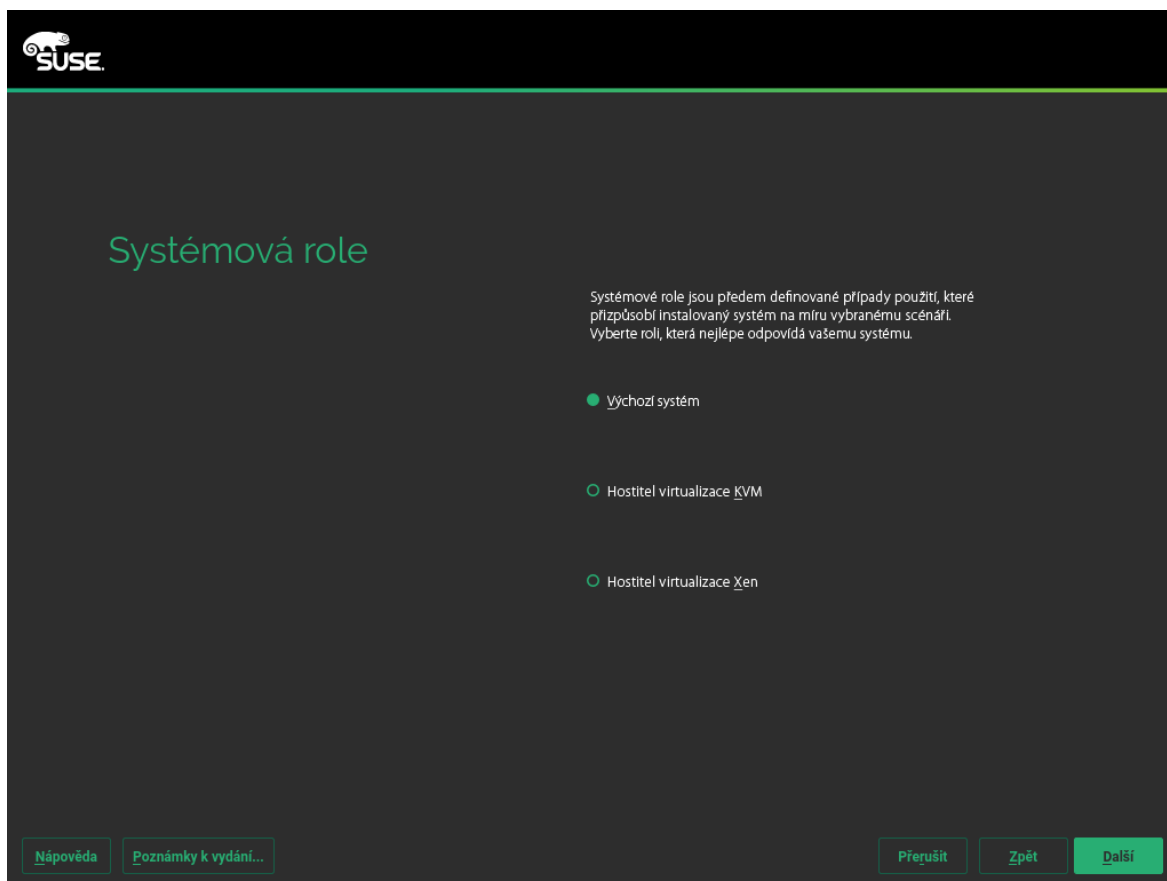 SUSE.
Systémová role
Systémové role jsou předem definované případy použití, které
přizpůsobí instalovaný systém na míru vybranému scénáři.
Vyberte roli, která nejlépe odpovídá vašemu systému.
Výchozí systém
Hostitel virtualizace KVM
Hostitel virtualizace Xen
Nápověda Poznámky k vydání... Přerušit Zpět Další